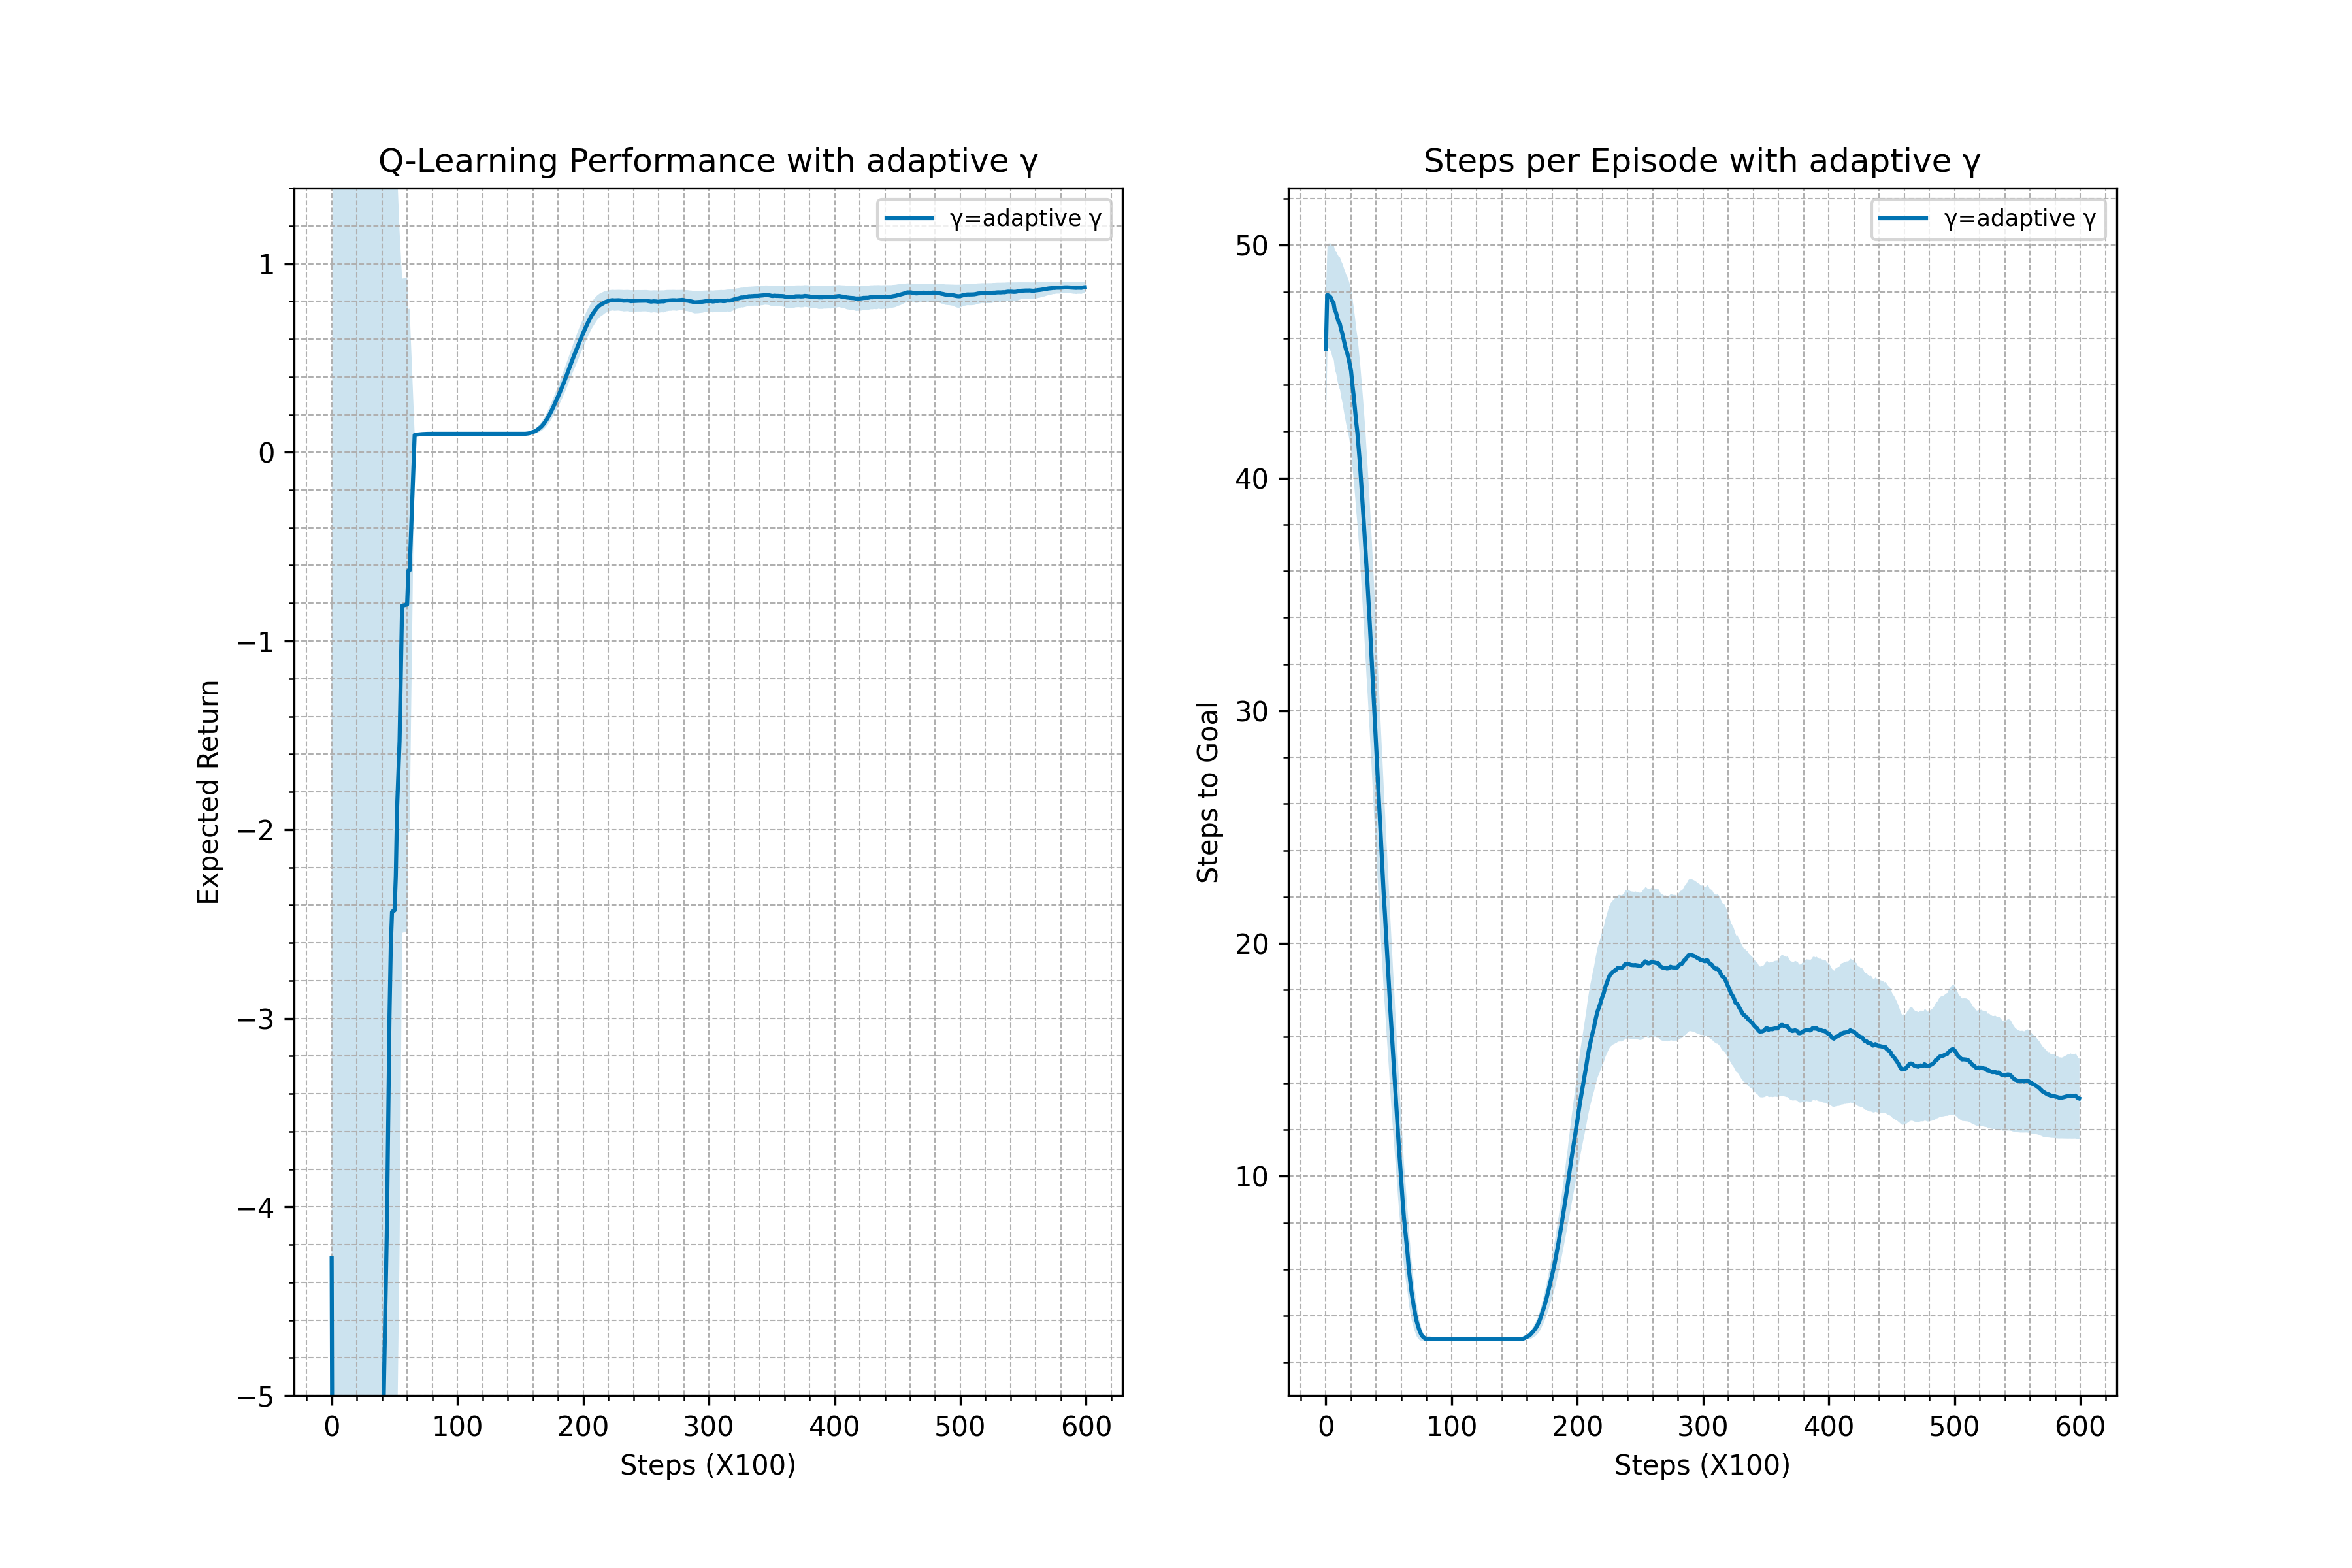 Q-Learning Performance with adaptive γ
γ=adaptive γ
1
0
−1
−2
−3
−4
−5
Expected Return
0 100 200 300 400 500 600
Steps (X100)
Steps per Episode with adaptive γ
γ=adaptive γ
50
40
30
20
10
Steps to Goal
0 100 200 300 400 500 600
Steps (X100)